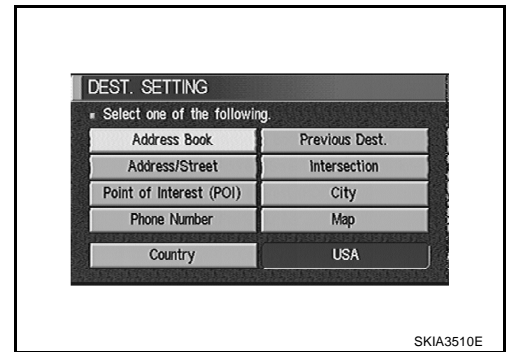 DEST. SETTING
Select one of the following.
Address Book Previous Dest.
Address/Street Intersection
Point of Interest (POI) City
Phone Number Map
Country USA
SKIA3510E